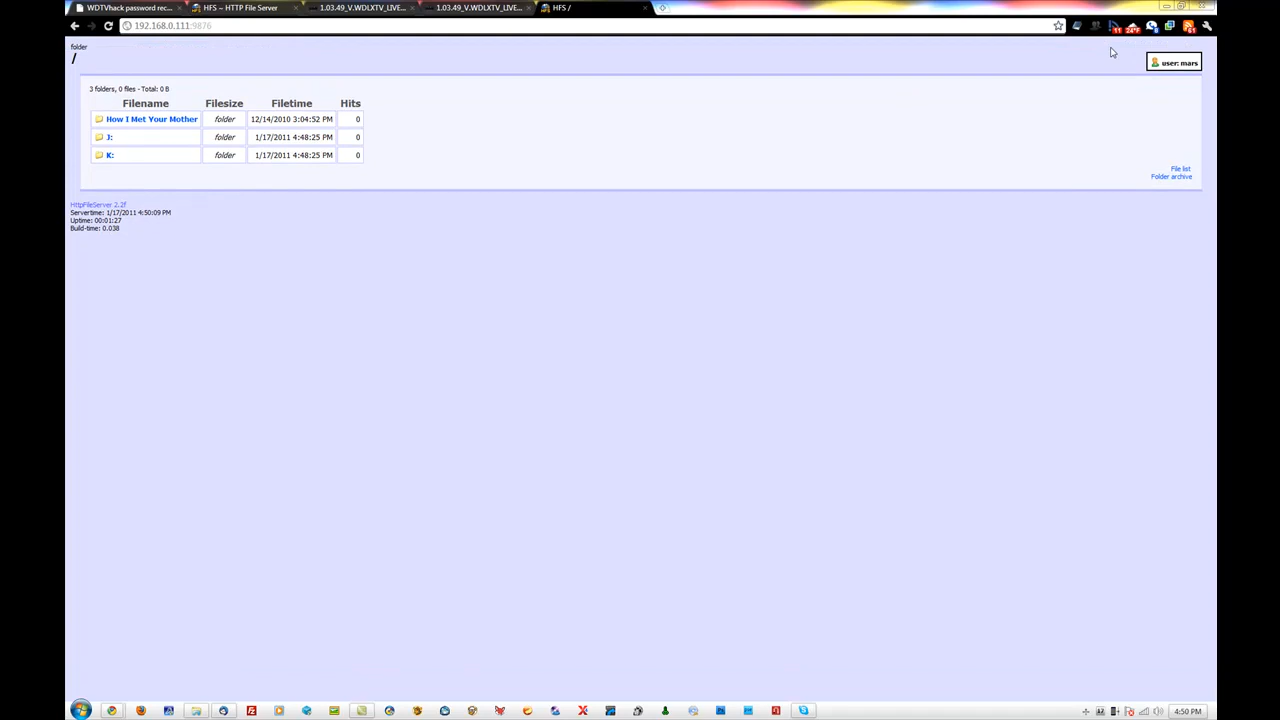 WDTVhack password rec...
HFS ~ HTTP File Server
1.03.49_V.WDLXTV_LIVE...
1.03.49_V.WDLXTV_LIVE...
HFS /
192.168.0.111:9876
11
24°F
61
folder
/
user: mars
3 folders, 0 files - Total: 0 B
Filename Filesize Filetime Hits
How I Met Your Mother folder 12/14/2010 3:04:52 PM 0
J: folder 1/17/2011 4:48:25 PM 0
K: folder 1/17/2011 4:48:25 PM 0
File list
Folder archive
HttpFileServer 2.2f
Servertime: 1/17/2011 4:50:09 PM
Uptime: 00:01:27
Build-time: 0.038
4:50 PM